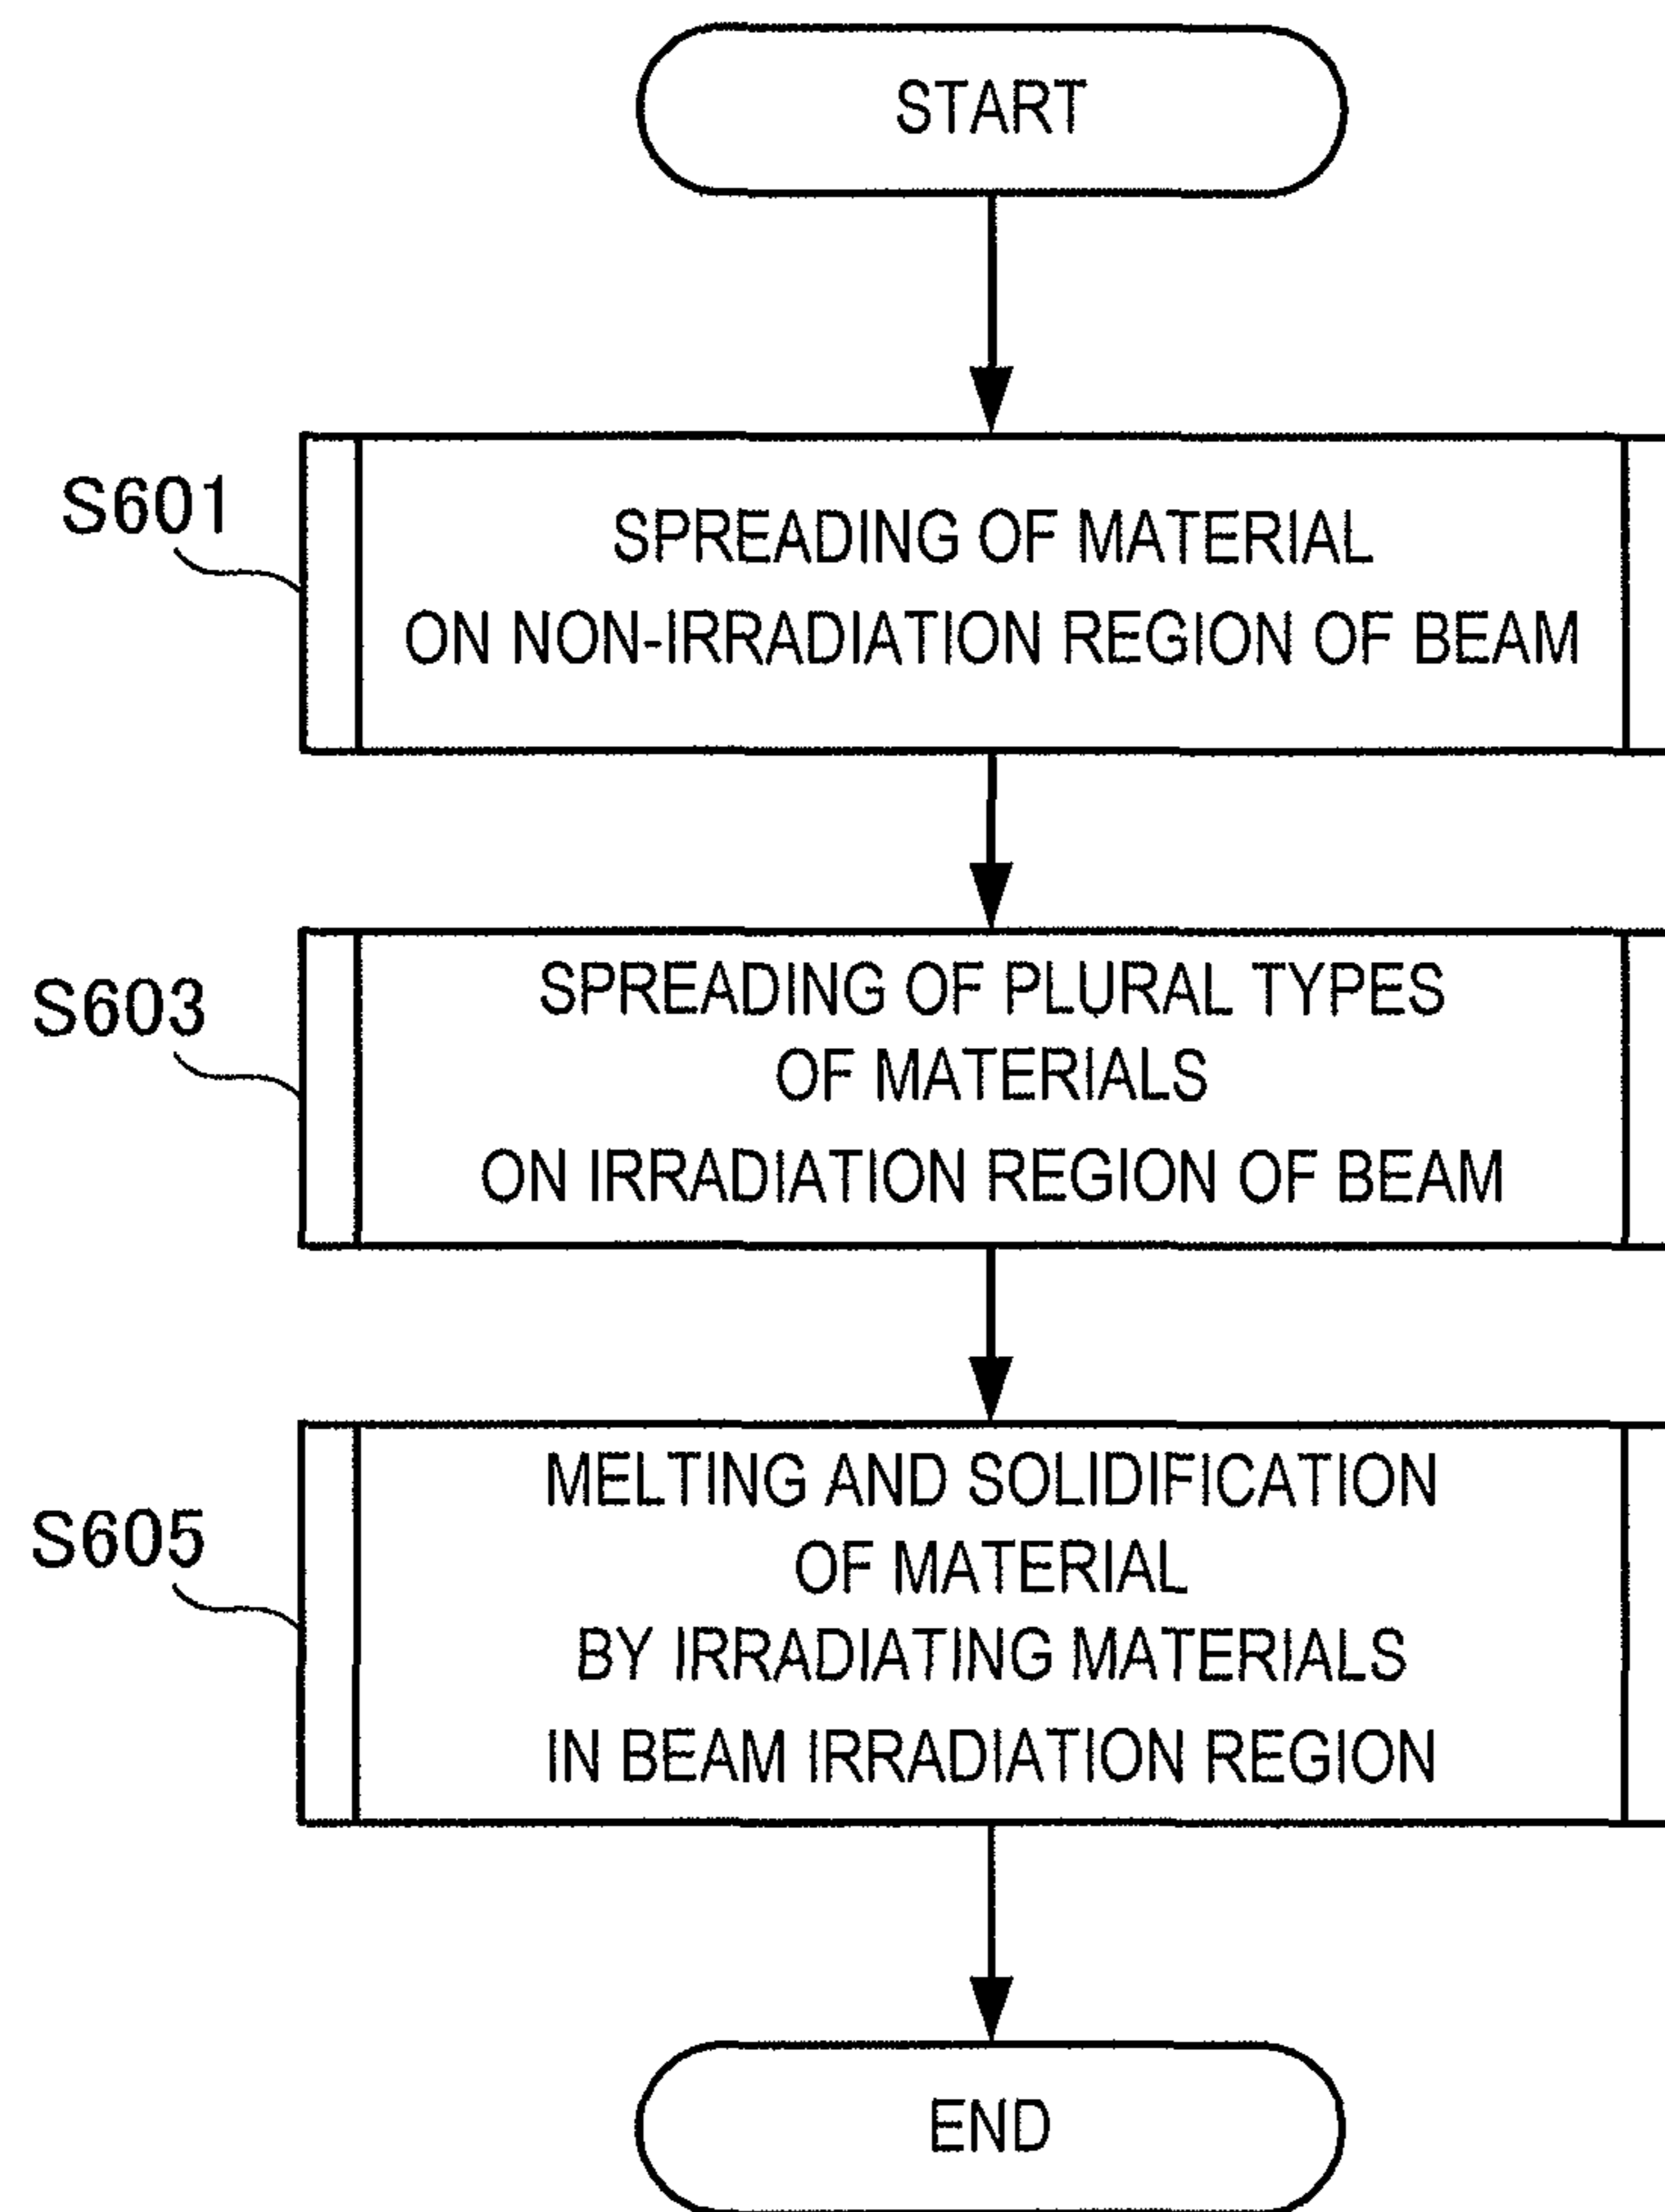 START
S601
SPREADING OF MATERIAL
ON NON-IRRADIATION REGION OF BEAM
S603
SPREADING OF PLURAL TYPES
OF MATERIALS
ON IRRADIATION REGION OF BEAM
S605
MELTING AND SOLIDIFICATION
OF MATERIAL
BY IRRADIATING MATERIALS
IN BEAM IRRADIATION REGION
END